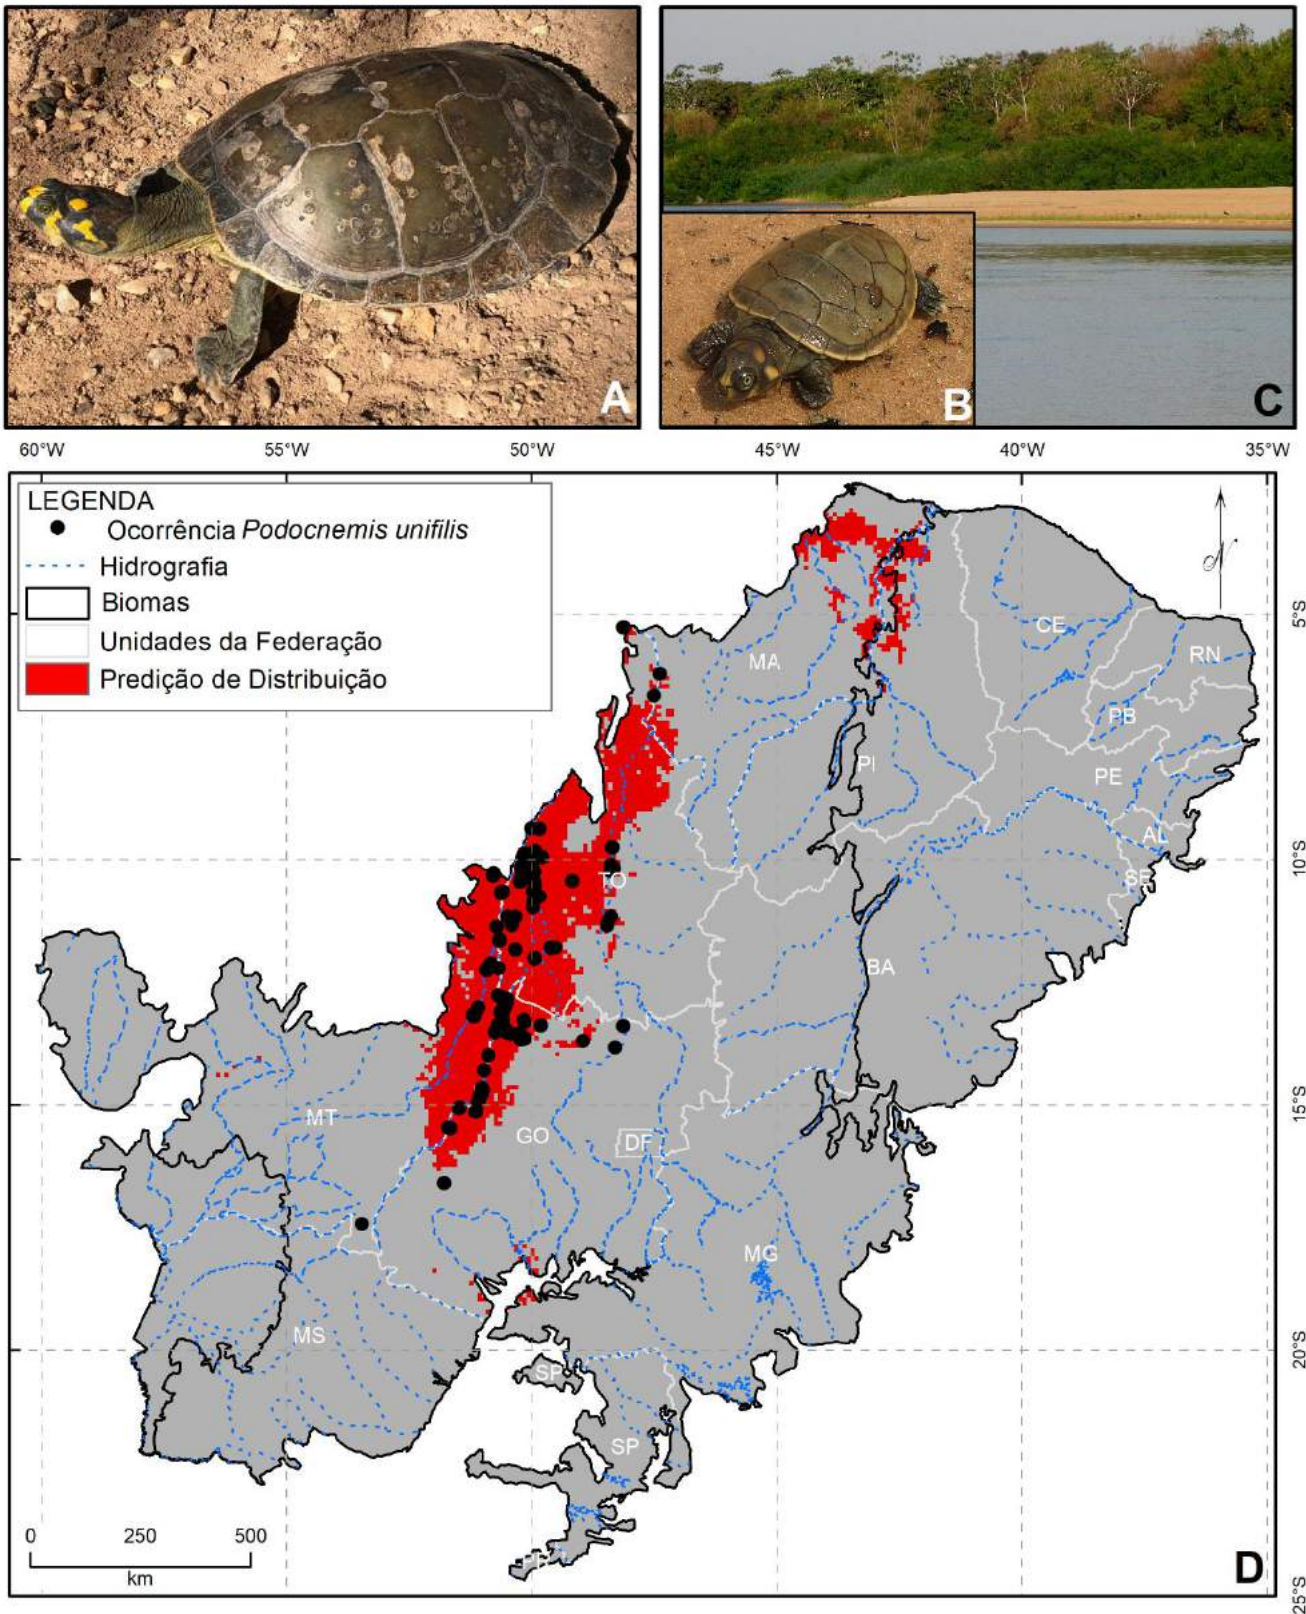 A
B
C
60°W 55°W 50°W 45°W 40°W 35°W
LEGENDA
Ocorrência Podocnemis unifilis
Hidrografia
Biomas
Unidades da Federação
Predição de Distribuição
N
5°S
CE
MA
RN
PB
PI
PE
AL
10°S
TO
SE
BA
15°S
MT
GO
DF
MG
MS
20°S
SP
SP
PR
0 250 500
km
D
25°S